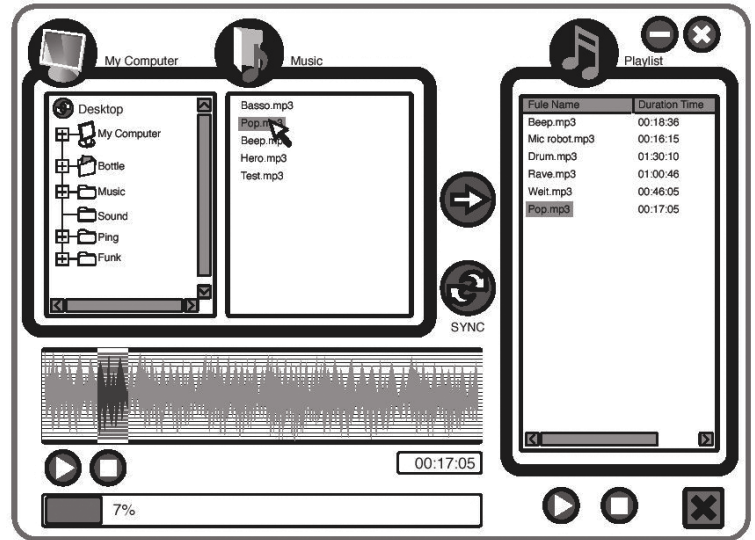 My Computer
Music
Playlist
Desktop
My Computer
Bottle
Music
Sound
Ping
Funk
Basso.mp3
Pop.mp3
Beep.mp3
Hero.mp3
Test.mp3
Fule Name Duration Time
Beep.mp3 00:18:36
Mic robot.mp3 00:16:15
Drum.mp3 01:30:10
Rave.mp3 01:00:46
Weit.mp3 00:46:05
Pop.mp3 00:17:05
SYNC
00:17:05
7%